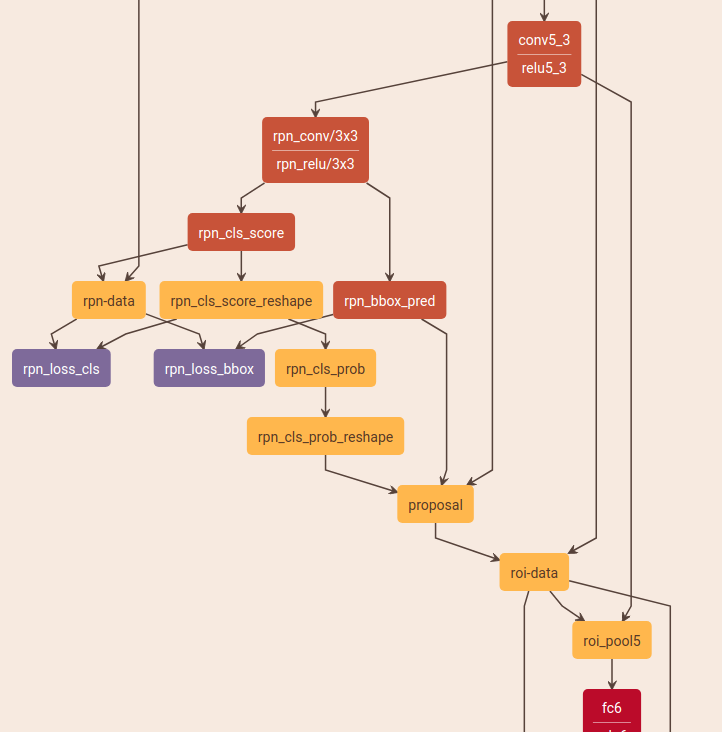 conv5_3
relu5_3
rpn_conv/3x3
rpn_relu/3x3
rpn_cls_score
rpn-data
rpn_cls_score_reshape
rpn_bbox_pred
rpn_loss_cls
rpn_loss_bbox
rpn_cls_prob
rpn_cls_prob_reshape
proposal
roi-data
roi_pool5
fc6